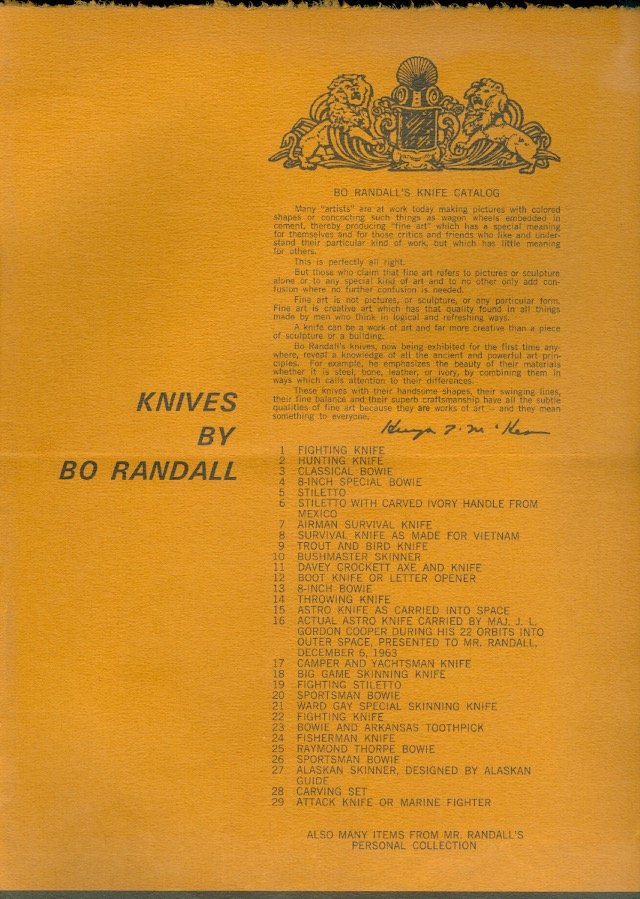 BO RANDALL'S KNIFE CATALOG
Many "artists" are at work today making pictures with colored
shapes or concocting such things as wagon wheels embedded in
cement, thereby producing "fine art" which has a special meaning
for themselves and for those critics and friends who like and under-
stand their particular kind of work, but which has little meaning
for others.
This is perfectly all right.
But those who claim that fine art refers to pictures or sculpture
alone or to any special kind of art and to no other only add con-
fusion where no further confusion is needed.
Fine art is not pictures, or sculpture, or any particular form.
Fine art is creative art which has that quality found in all things
made by men who think in logical and refreshing ways.
A knife can be a work of art and far more creative than a piece
of sculpture or a building.
Bo Randall's knives, now being exhibited for the first time any-
where, reveal a knowledge of all the ancient and powerful art prin-
ciples. For example, he emphasizes the beauty of their materials
whether it is steel, bone, leather, or ivory, by combining them in
ways which calls attention to their differences.
These knives with their handsome shapes, their swinging lines,
their fine balance and their superb craftsmanship have all the subtle
qualities of fine art because they are works of art — and they mean
something to everyone.
KNIVES
BY
BO RANDALL
1 FIGHTING KNIFE
2 HUNTING KNIFE
3 CLASSICAL BOWIE
4 8-INCH SPECIAL BOWIE
5 STILETTO
6 STILETTO WITH CARVED IVORY HANDLE FROM
MEXICO
7 AIRMAN SURVIVAL KNIFE
8 SURVIVAL KNIFE AS MADE FOR VIETNAM
9 TROUT AND BIRD KNIFE
10 BUSHMASTER SKINNER
11 DAVEY CROCKETT AXE AND KNIFE
12 BOOT KNIFE OR LETTER OPENER
13 8-INCH BOWIE
14 THROWING KNIFE
15 ASTRO KNIFE AS CARRIED INTO SPACE
16 ACTUAL ASTRO KNIFE CARRIED BY MAJ. J. L.
GORDON COOPER DURING HIS 22 ORBITS INTO
OUTER SPACE, PRESENTED TO MR. RANDALL,
DECEMBER 6, 1963
17 CAMPER AND YACHTSMAN KNIFE
18 BIG GAME SKINNING KNIFE
19 FIGHTING STILETTO
20 SPORTSMAN BOWIE
21 WARD GAY SPECIAL SKINNING KNIFE
22 FIGHTING KNIFE
23 BOWIE AND ARKANSAS TOOTHPICK
24 FISHERMAN KNIFE
25 RAYMOND THORPE BOWIE
26 SPORTSMAN BOWIE
27 ALASKAN SKINNER, DESIGNED BY ALASKAN
GUIDE
28 CARVING SET
29 ATTACK KNIFE OR MARINE FIGHTER
ALSO MANY ITEMS FROM MR. RANDALL'S
PERSONAL COLLECTION